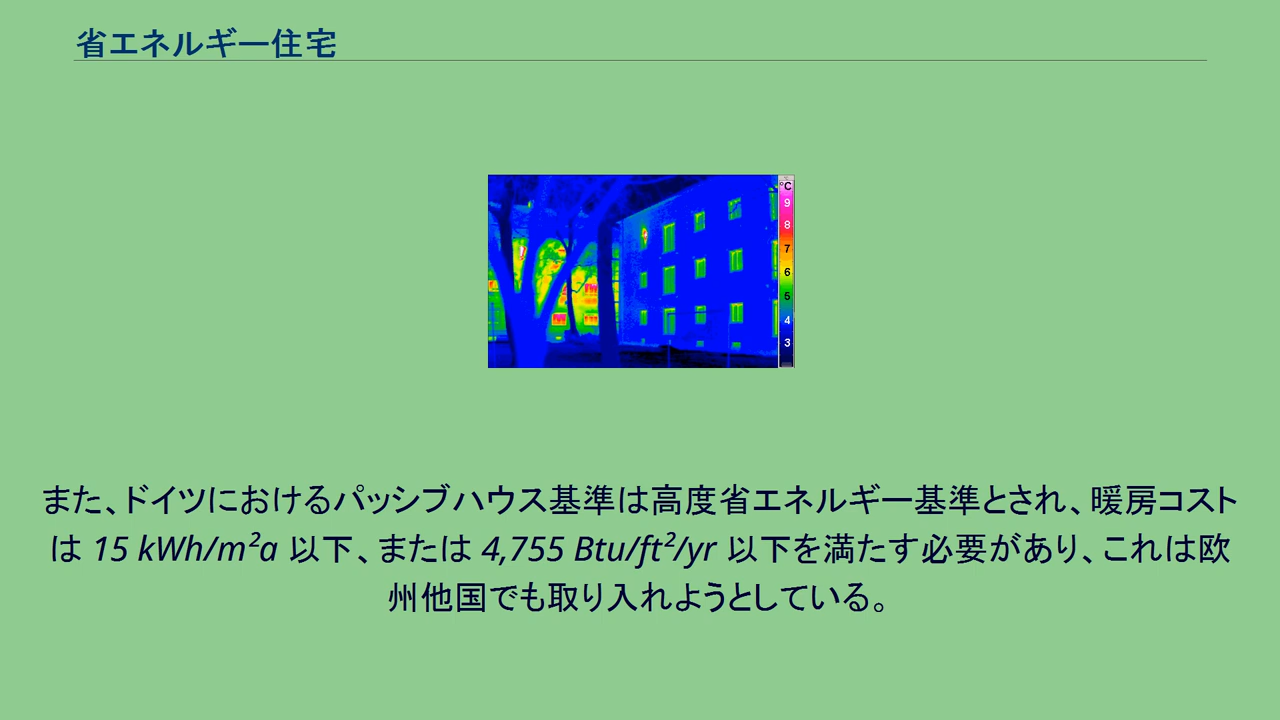 省エネルギー住宅
°C
9
8
7
6
5
4
3
また、ドイツにおけるパッシブハウス基準は高度省エネルギー基準とされ、暖房コスト
は 15 kWh/m²a 以下、または 4,755 Btu/ft²/yr 以下を満たす必要があり、これは欧
州他国でも取り入れようとしている。